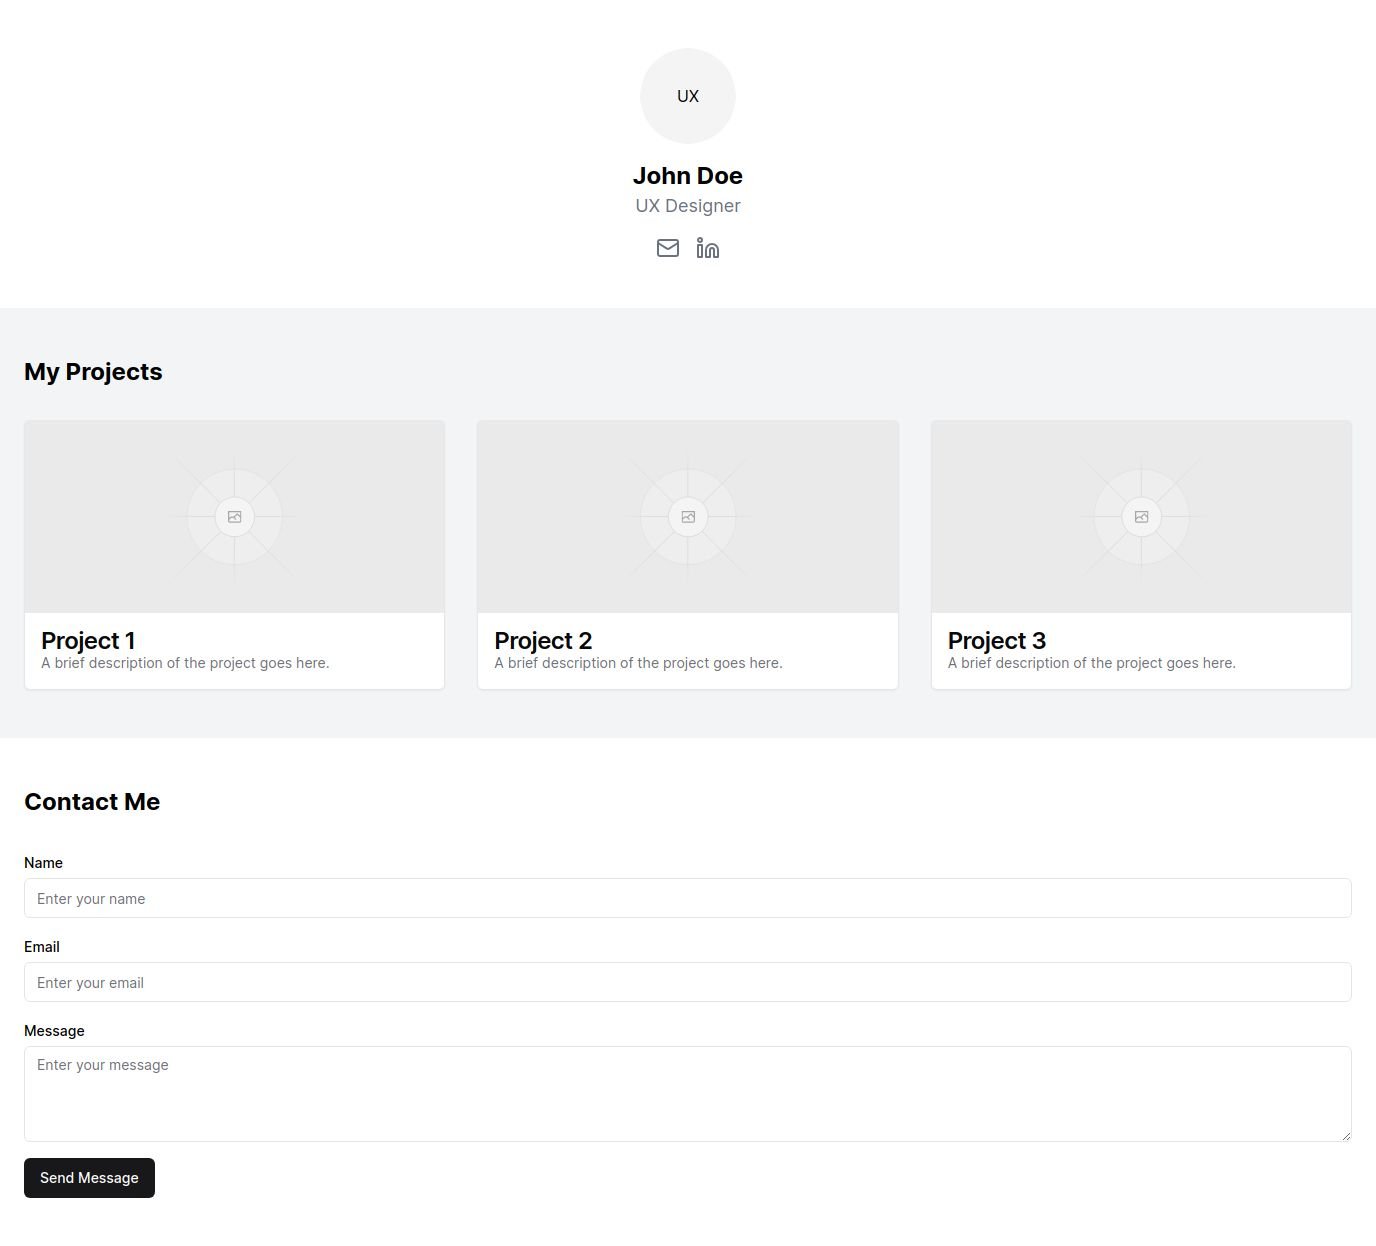 UX
John Doe
UX Designer
My Projects
Project 1
A brief description of the project goes here.
Project 2
A brief description of the project goes here.
Project 3
A brief description of the project goes here.
Contact Me
Name
Enter your name
Email
Enter your email
Message
Enter your message
Send Message